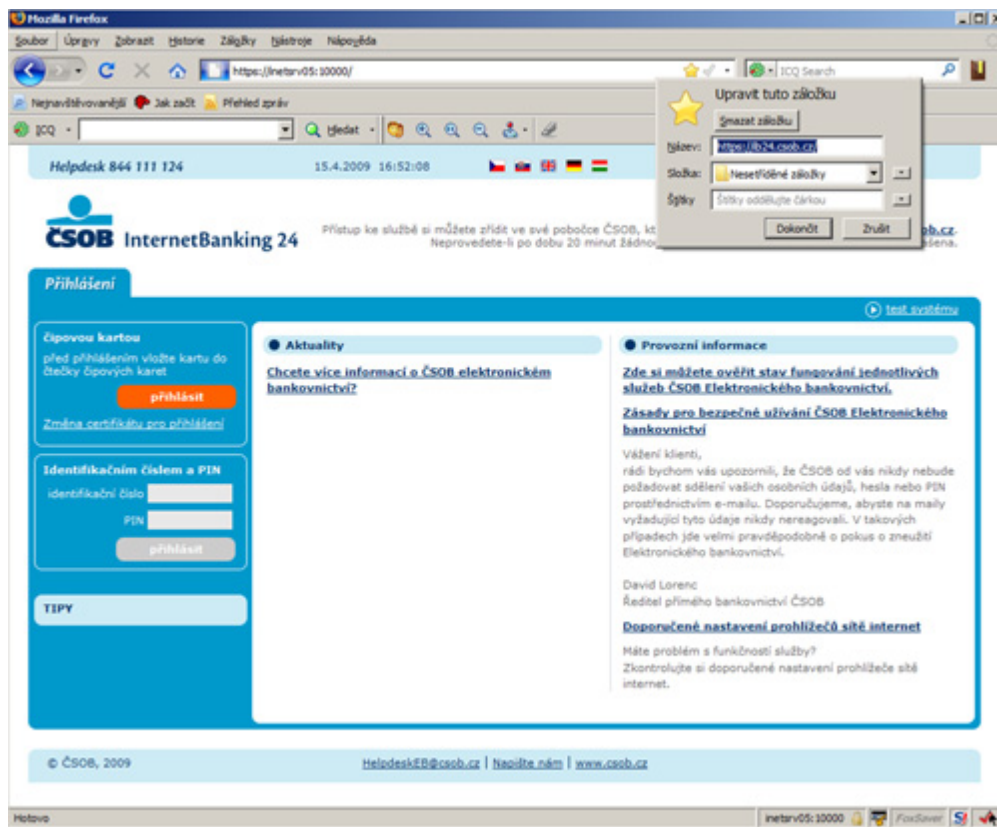 Mozilla Firefox
Soubor Úpravy Zobrazit Historie Záložky Nástroje Nápověda
https://inetsrv05:10000/
ICQ Search
Nejnavštěvovanější Jak začít Přehled zpráv
ICQ
Hledat
Upravit tuto záložku
Smazat záložku
Název: https://ib24.csob.cz/
Složka: Nesetříděné záložky
Štítky Štítky oddělujte čárkou
Dokončit Zrušit
Helpdesk 844 111 124
15.4.2009 16:52:08
ČSOB InternetBanking 24
Přístup ke službě si můžete zřídit ve své pobočce ČSOB,
Neprovedete-li po dobu 20 minut
Přihlášení
test systému
čipovou kartou
před přihlášením vložte kartu do
čtečky čipových karet
přihlásit
Změna certifikátu pro přihlášení
Identifikačním číslem a PIN
identifikační číslo
PIN
přihlásit
TIPY
Aktuality
Chcete více informací o ČSOB elektronickém
bankovnictví?
Provozní informace
Zde si můžete ověřit stav fungování jednotlivých
služeb ČSOB Elektronického bankovnictví.
Zásady pro bezpečné užívání ČSOB Elektronického
bankovnictví
Vážení klienti,
rádi bychom vás upozornili, že ČSOB od vás nikdy nebude
požadovat sdělení vašich osobních údajů, hesla nebo PIN
prostřednictvím e-mailu. Doporučujeme, abyste na maily
vyžadující tyto údaje nikdy nereagovali. V takových
případech jde velmi pravděpodobně o pokus o zneužití
Elektronického bankovnictví.
David Lorenc
Ředitel přímého bankovnictví ČSOB
Doporučené nastavení prohlížečů sítě internet
Máte problém s funkčností služby?
Zkontrolujte si doporučené nastavení prohlížeče sítě
internet.
© ČSOB, 2009
HelpdeskEB@csob.cz | Napište nám | www.csob.cz
Hotovo
inetsrv05:10000
FoxSaver